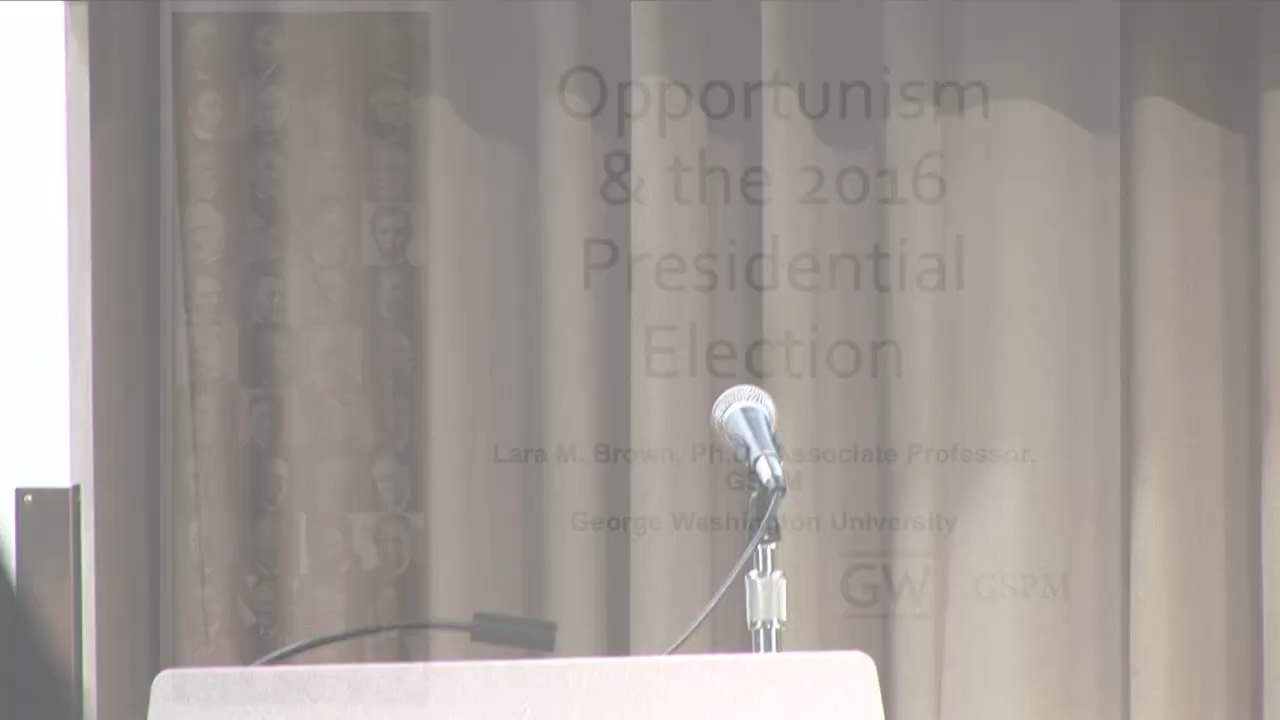 Opportunism
& the 2016
Presidential
Election
Lara M. Brown, Ph.D., Associate Professor,
GSPM
George Washington University
GW GSPM